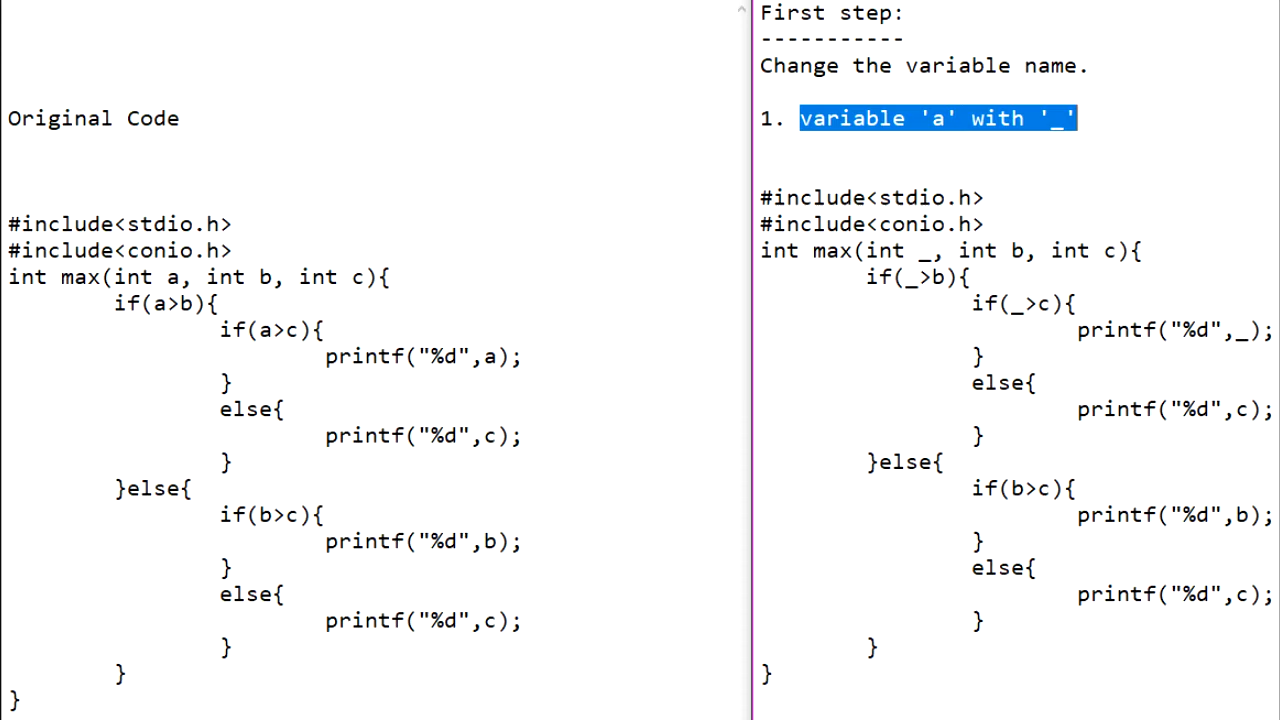 Original Code
#include<stdio.h>
#include<conio.h>
int max(int a, int b, int c){
if(a>b){
if(a>c){
printf("%d",a);
}
else{
printf("%d",c);
}
}else{
if(b>c){
printf("%d",b);
}
else{
printf("%d",c);
}
}
}
First step:
-----------
Change the variable name.
1. variable 'a' with '_'
#include<stdio.h>
#include<conio.h>
int max(int _, int b, int c){
if(_>b){
if(_>c){
printf("%d",_);
}
else{
printf("%d",c);
}
}else{
if(b>c){
printf("%d",b);
}
else{
printf("%d",c);
}
}
}